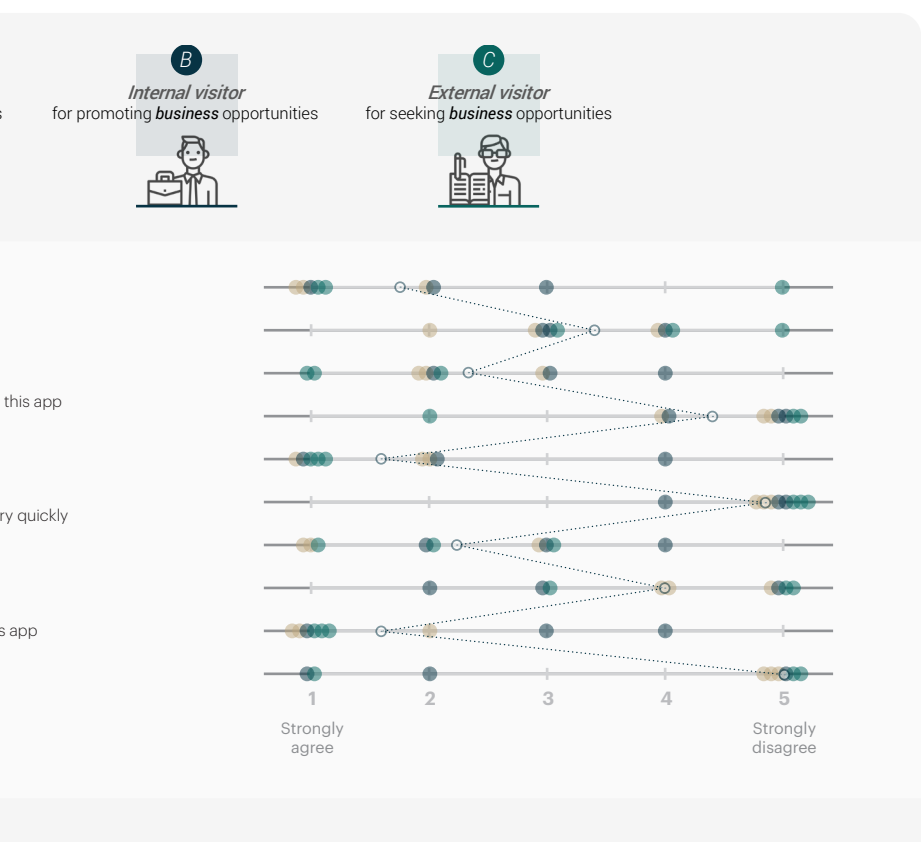 B
C
Internal visitor
External visitor
s for promoting business opportunities
for seeking business opportunities
this app
ry quickly
s app
1 2 3 4 5
Strongly
agree
Strongly
disagree